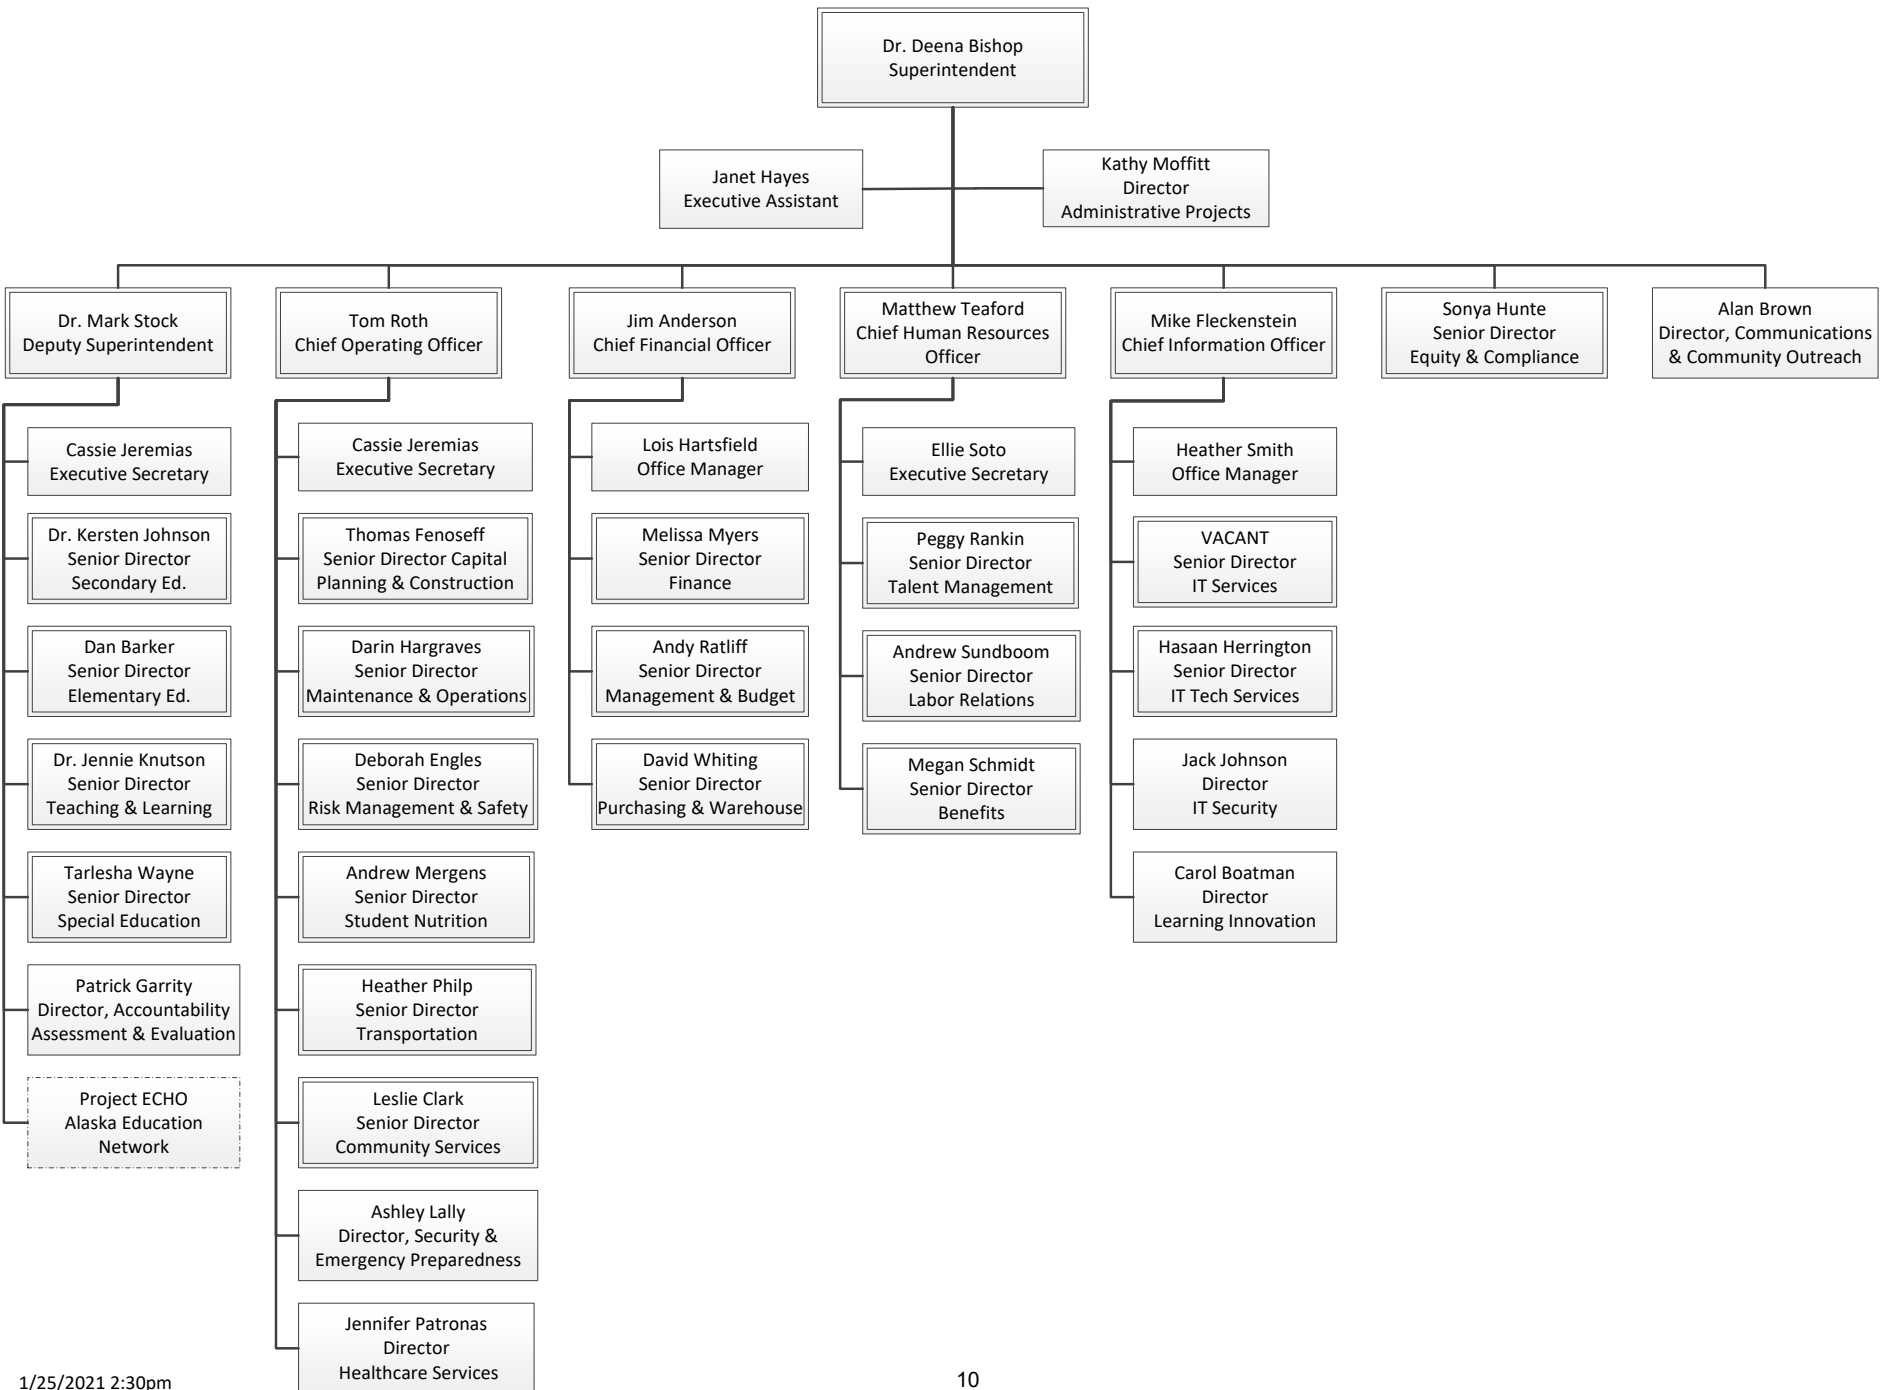 Dr. Deena Bishop
Superintendent
Janet Hayes
Executive Assistant
Kathy Moffitt
Director
Administrative Projects
Dr. Mark Stock
Deputy Superintendent
Tom Roth
Chief Operating Officer
Jim Anderson
Chief Financial Officer
Matthew Teaford
Chief Human Resources
Officer
Mike Fleckenstein
Chief Information Officer
Sonya Hunte
Senior Director
Equity & Compliance
Alan Brown
Director, Communications
& Community Outreach
Cassie Jeremias
Executive Secretary
Dr. Kersten Johnson
Senior Director
Secondary Ed.
Dan Barker
Senior Director
Elementary Ed.
Dr. Jennie Knutson
Senior Director
Teaching & Learning
Tarlesha Wayne
Senior Director
Special Education
Patrick Garrity
Director, Accountability
Assessment & Evaluation
Project ECHO
Alaska Education
Network
Cassie Jeremias
Executive Secretary
Thomas Fenoseff
Senior Director Capital
Planning & Construction
Darin Hargraves
Senior Director
Maintenance & Operations
Deborah Engles
Senior Director
Risk Management & Safety
Andrew Mergens
Senior Director
Student Nutrition
Heather Philp
Senior Director
Transportation
Leslie Clark
Senior Director
Community Services
Ashley Lally
Director, Security &
Emergency Preparedness
Jennifer Patronas
Director
Healthcare Services
Lois Hartsfield
Office Manager
Melissa Myers
Senior Director
Finance
Andy Ratliff
Senior Director
Management & Budget
David Whiting
Senior Director
Purchasing & Warehouse
Ellie Soto
Executive Secretary
Peggy Rankin
Senior Director
Talent Management
Andrew Sundboom
Senior Director
Labor Relations
Megan Schmidt
Senior Director
Benefits
Heather Smith
Office Manager
VACANT
Senior Director
IT Services
Hasaan Herrington
Senior Director
IT Tech Services
Jack Johnson
Director
IT Security
Carol Boatman
Director
Learning Innovation
1/25/2021 2:30pm
10